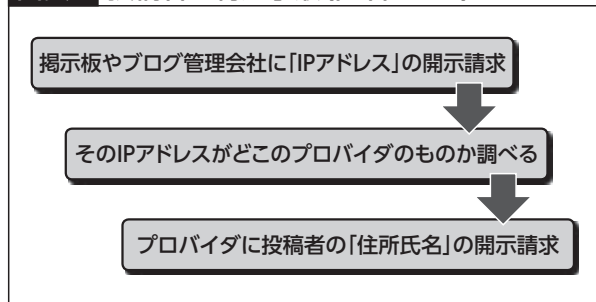 掲示板やブログ管理会社に「IPアドレス」の開示請求
そのIPアドレスがどこのプロバイダのものか調べる
プロバイダに投稿者の「住所氏名」の開示請求